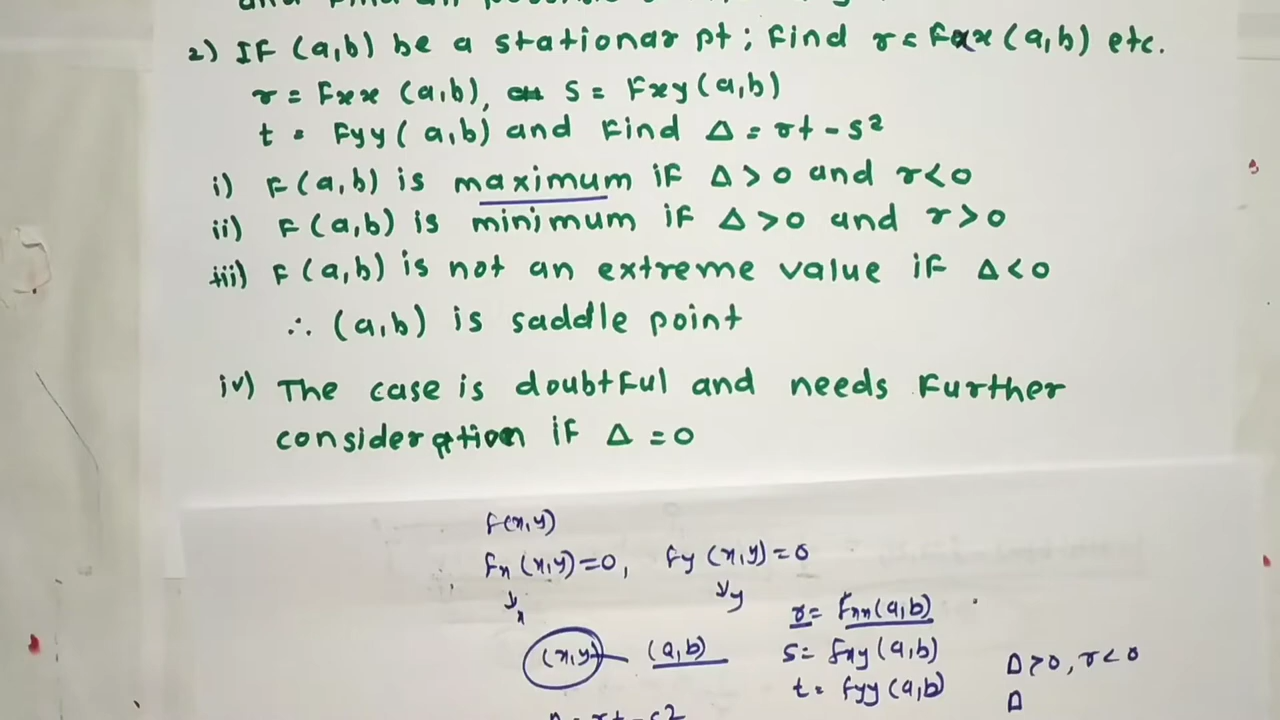 2) IF (a,b) be a stationar pt; Find r = Fxx (a,b) etc.
r = Fxx (a,b), S = Fxy (a,b)
t = Fyy (a,b) and Find Δ = rt - s²
i) F(a,b) is maximum if Δ>0 and r<0
ii) F(a,b) is minimum if Δ>0 and r>0
iii) F(a,b) is not an extreme value if Δ<0
∴ (a,b) is saddle point
iv) The case is doubtful and needs Further
consideration if Δ = 0
F(x,y)
Fx (x,y)=0, Fy (x,y)=0
↓x ↓y
r = Fxx(a,b)
(x,y) — (a,b) S = fxy (a,b) Δ>0, r<0
t = fyy (a,b) Δ